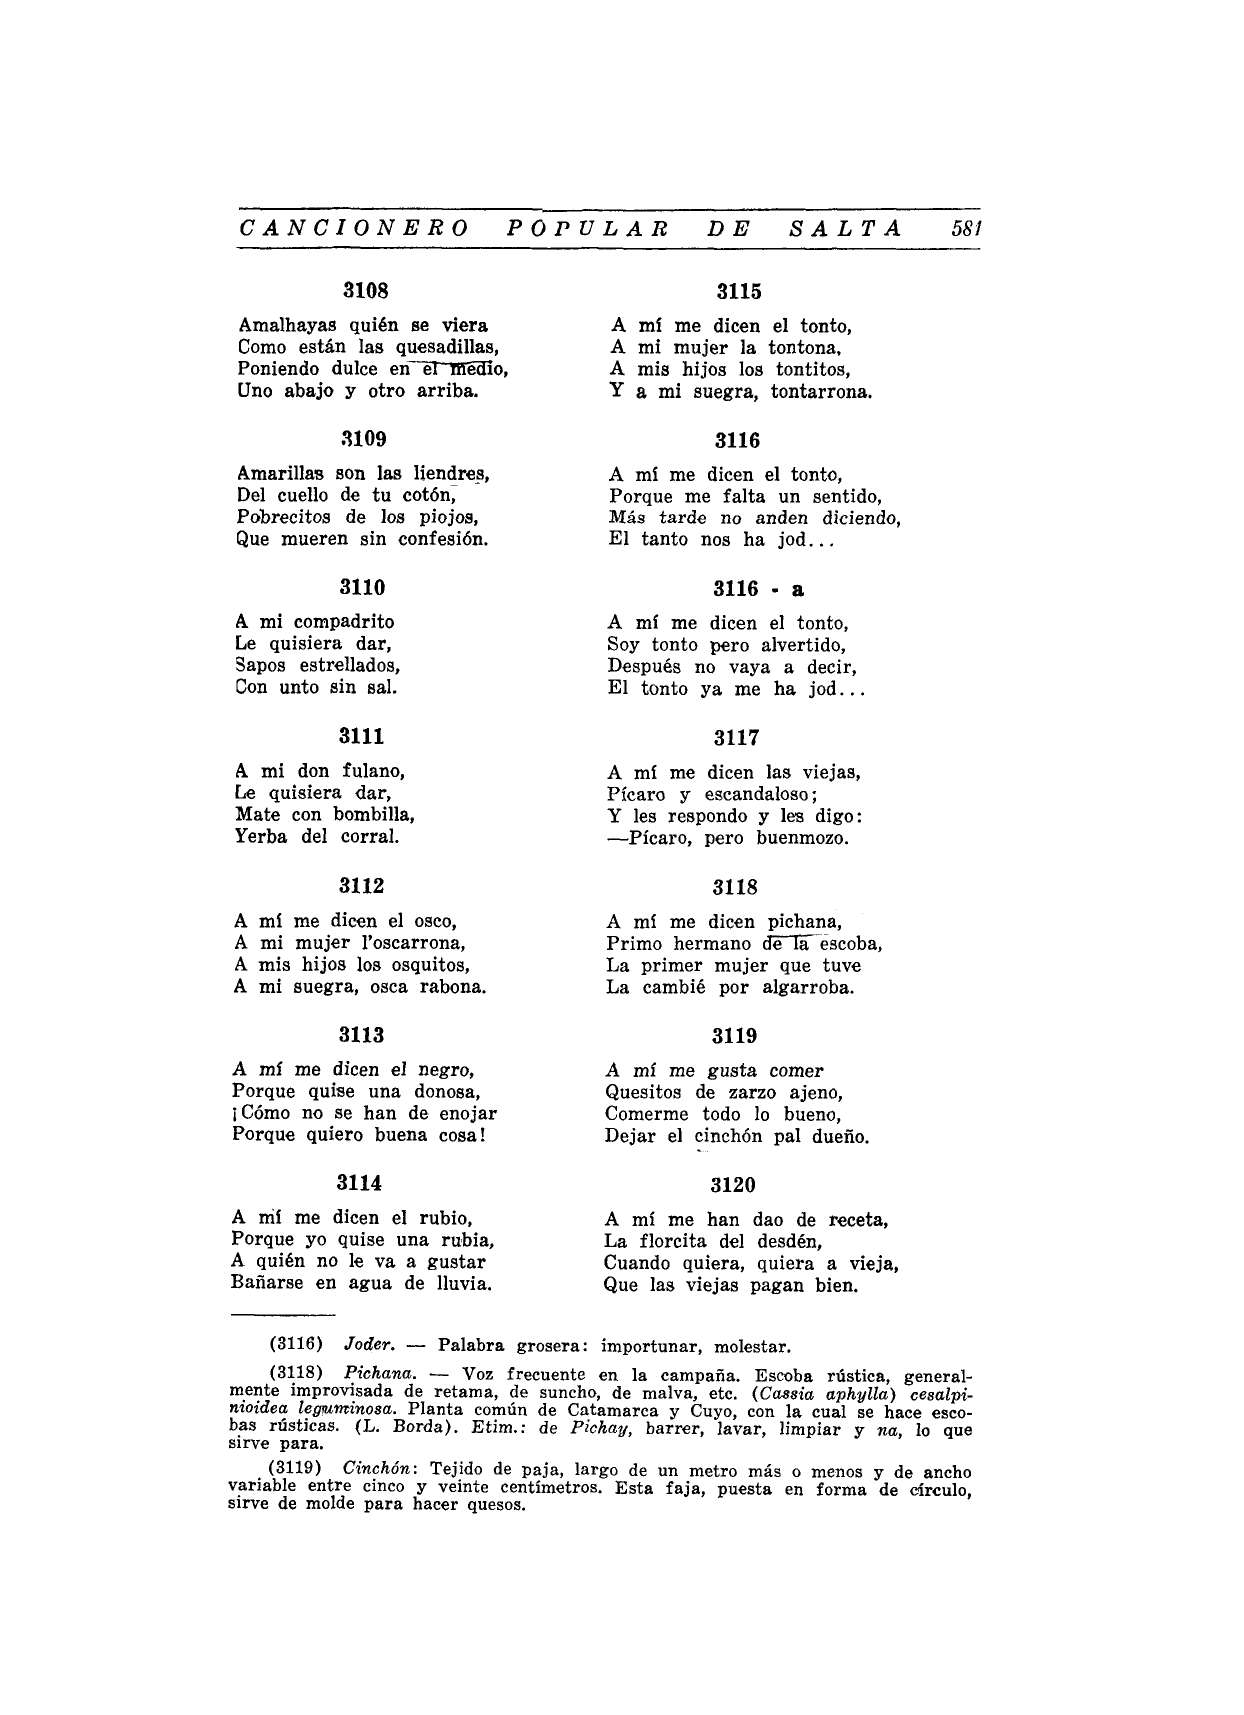 CANCIONERO POPULAR DE SALTA 581
3108
Amalhayas quién se viera
Como están las quesadillas,
Poniendo dulce en el medio,
Uno abajo y otro arriba.
3109
Amarillas son las liendres,
Del cuello de tu cotón,
Pobrecitos de los piojos,
Que mueren sin confesión.
3110
A mi compadrito
Le quisiera dar,
Sapos estrellados,
Con unto sin sal.
3111
A mi don fulano,
Le quisiera dar,
Mate con bombilla,
Yerba del corral.
3112
A mí me dicen el osco,
A mi mujer l'oscarrona,
A mis hijos los osquitos,
A mi suegra, osca rabona.
3113
A mí me dicen el negro,
Porque quise una donosa,
¡Cómo no se han de enojar
Porque quiero buena cosa!
3114
A mí me dicen el rubio,
Porque yo quise una rubia,
A quién no le va a gustar
Bañarse en agua de lluvia.
3115
A mí me dicen el tonto,
A mi mujer la tontona,
A mis hijos los tontitos,
Y a mi suegra, tontarrona.
3116
A mí me dicen el tonto,
Porque me falta un sentido,
Más tarde no anden diciendo,
El tanto nos ha jod...
3116 - a
A mí me dicen el tonto,
Soy tonto pero alvertido,
Después no vaya a decir,
El tonto ya me ha jod...
3117
A mí me dicen las viejas,
Pícaro y escandaloso;
Y les respondo y les digo:
—Pícaro, pero buenmozo.
3118
A mí me dicen pichana,
Primo hermano de la escoba,
La primer mujer que tuve
La cambié por algarroba.
3119
A mí me gusta comer
Quesitos de zarzo ajeno,
Comerme todo lo bueno,
Dejar el cinchón pal dueño.
3120
A mí me han dao de receta,
La florcita del desdén,
Cuando quiera, quiera a vieja,
Que las viejas pagan bien.
(3116) Joder. — Palabra grosera: importunar, molestar.
(3118) Pichana. — Voz frecuente en la campaña. Escoba rústica, general-
mente improvisada de retama, de suncho, de malva, etc. (Cassia aphylla) cesalpi-
nioidea leguminosa. Planta común de Catamarca y Cuyo, con la cual se hace esco-
bas rústicas. (L. Borda). Etim.: de Pichay, barrer, lavar, limpiar y na, lo que
sirve para.
(3119) Cinchón: Tejido de paja, largo de un metro más o menos y de ancho
variable entre cinco y veinte centímetros. Esta faja, puesta en forma de círculo,
sirve de molde para hacer quesos.